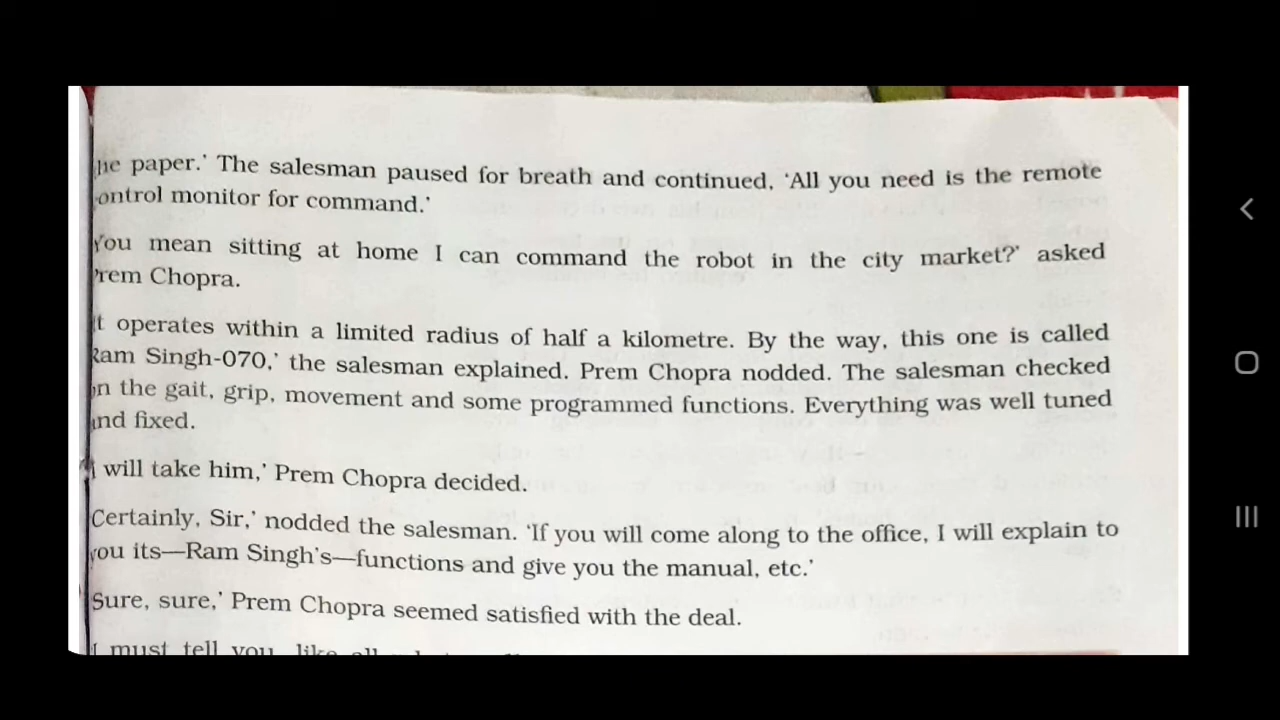 he paper.' The salesman paused for breath and continued, 'All you need is the remote
ontrol monitor for command.'
You mean sitting at home I can command the robot in the city market?' asked
Prem Chopra.
It operates within a limited radius of half a kilometre. By the way, this one is called
Ram Singh-070,' the salesman explained. Prem Chopra nodded. The salesman checked
on the gait, grip, movement and some programmed functions. Everything was well tuned
and fixed.
I will take him,' Prem Chopra decided.
Certainly, Sir,' nodded the salesman. 'If you will come along to the office, I will explain to
you its—Ram Singh's—functions and give you the manual, etc.'
Sure, sure,' Prem Chopra seemed satisfied with the deal.
I must tell you, like all